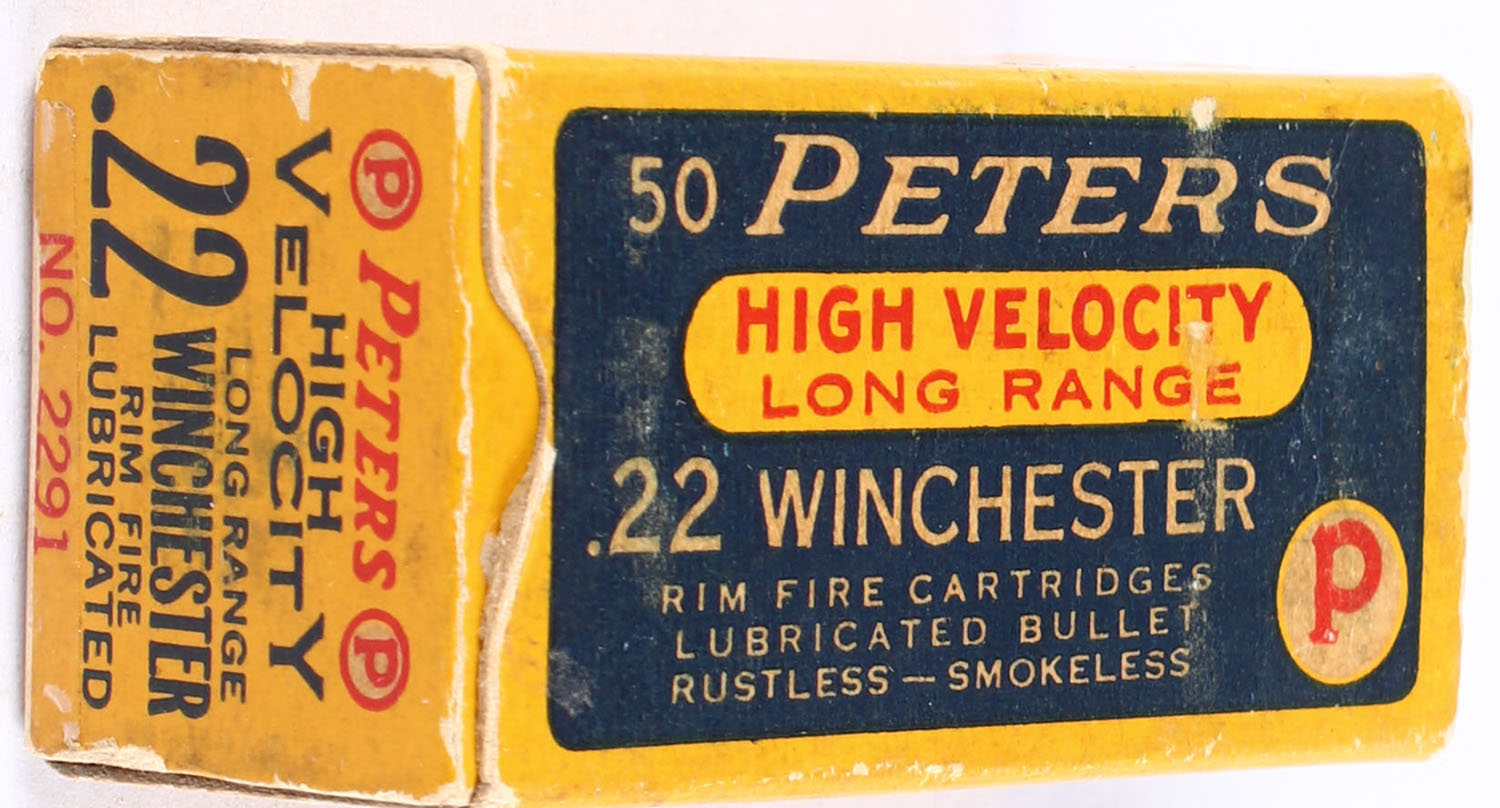 50 PETERS
HIGH VELOCITY
LONG RANGE
.22 WINCHESTER
RIM FIRE CARTRIDGES
LUBRICATED BULLET
RUSTLESS – SMOKELESS
P
P PETERS P
HIGH
VELOCITY
LONG RANGE
.22 WINCHESTER
RIM FIRE
LUBRICATED
NO. 2291